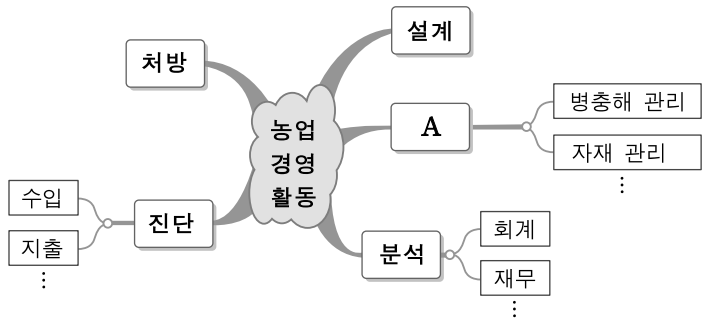 설계
처방
병충해 관리
A
농업
경영
활동
자재 관리
⋮
수입
진단
회계
지출
분석
⋮
재무
⋮